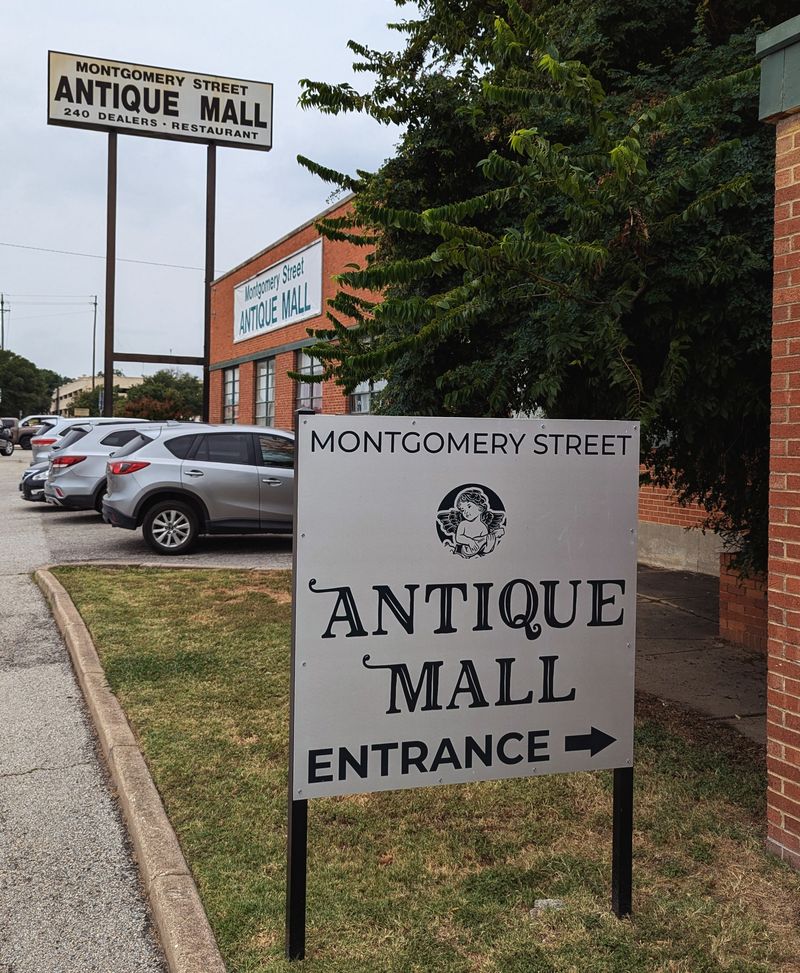 MONTGOMERY STREET
ANTIQUE MALL
240 DEALERS • RESTAURANT
Montgomery Street
ANTIQUE MALL
MONTGOMERY STREET
ANTIQUE
MALL
ENTRANCE